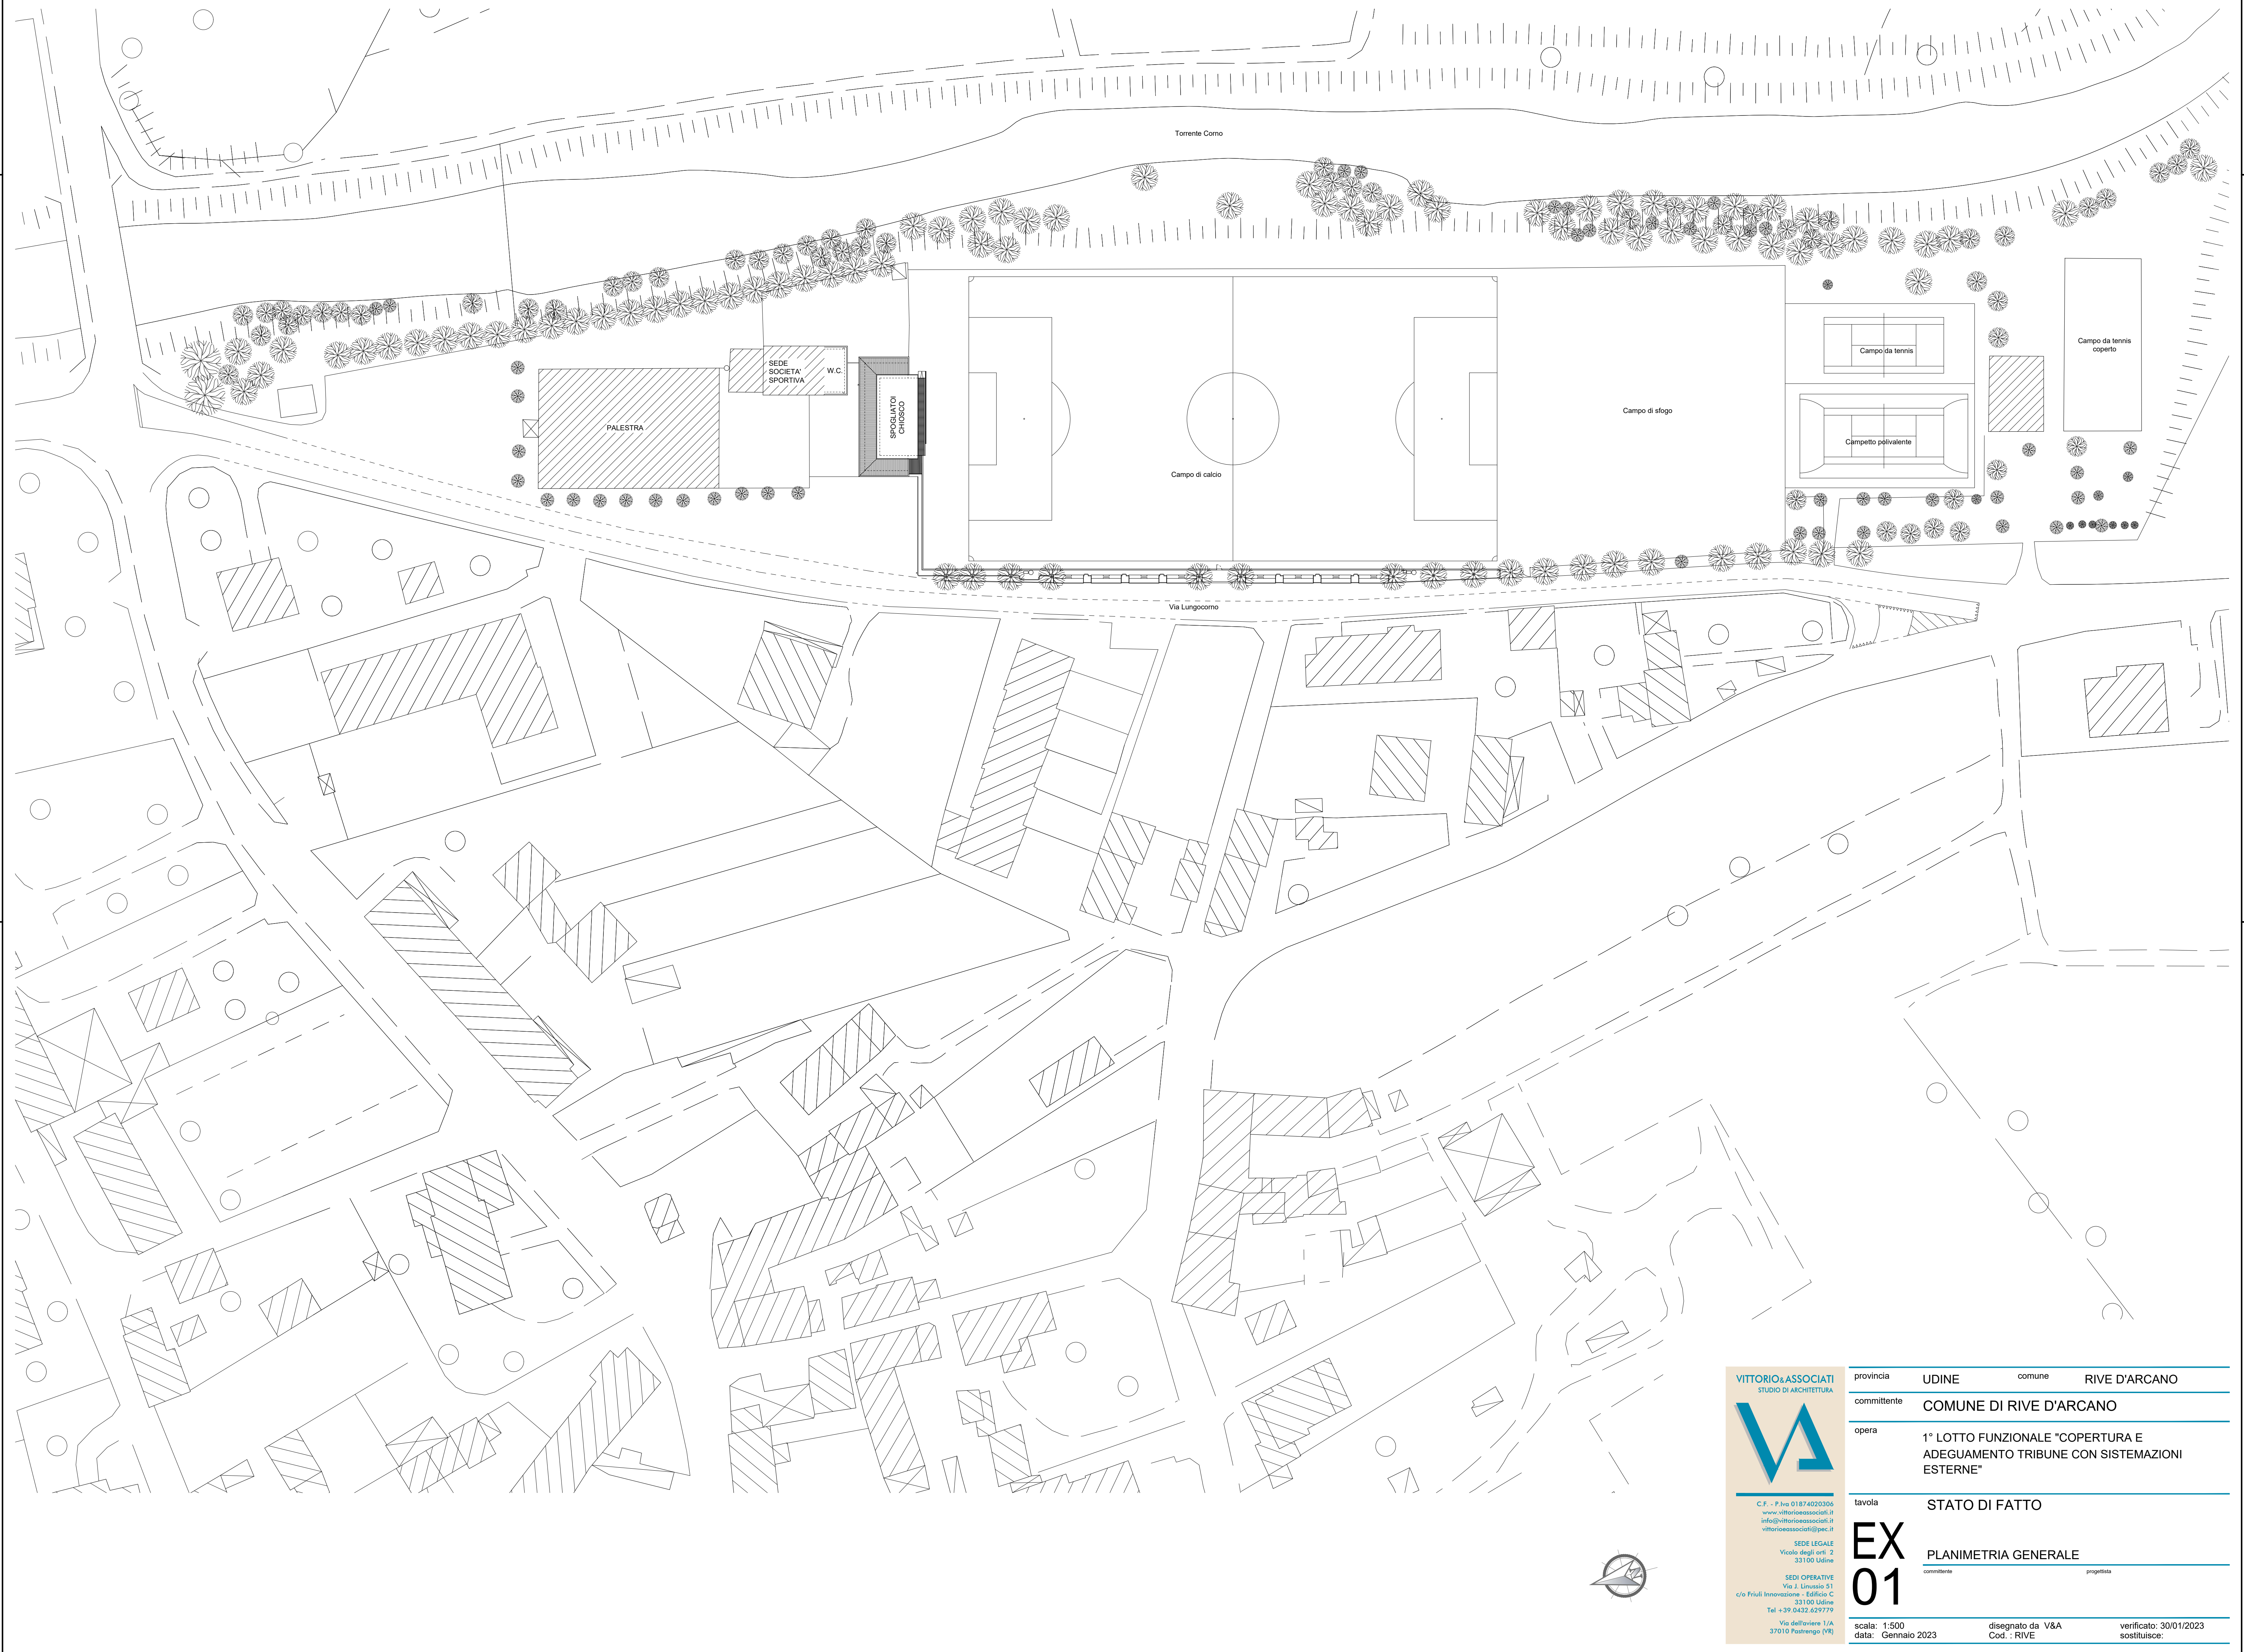 Torrente Corno
SEDE
SOCIETA'
SPORTIVA
W.C.
PALESTRA
SPOGLIATOI
CHIOSCO
Campo di calcio
Campo di sfogo
Campo da tennis
Campetto polivalente
Campo da tennis
coperto
Via Lungocorno
VITTORIO&ASSOCIATI
STUDIO DI ARCHITETTURA
C.F. - P.Iva 01874020306
www.vittorioeassociati.it
info@vittorioeassociati.it
vittorioeassociati@pec.it
SEDE LEGALE
Vicolo degli orti 2
33100 Udine
SEDI OPERATIVE
Via J. Linussio 51
c/o Friuli Innovazione - Edificio C
33100 Udine
Tel +39.0432.629779
Via dell'aviere 1/A
37010 Pastrengo (VR)
provincia UDINE comune RIVE D'ARCANO
committente COMUNE DI RIVE D'ARCANO
opera
1° LOTTO FUNZIONALE "COPERTURA E
ADEGUAMENTO TRIBUNE CON SISTEMAZIONI
ESTERNE"
tavola STATO DI FATTO
EX
01
PLANIMETRIA GENERALE
committente progettista
scala: 1:500 disegnato da V&A verificato: 30/01/2023
data: Gennaio 2023 Cod. : RIVE sostituisce: